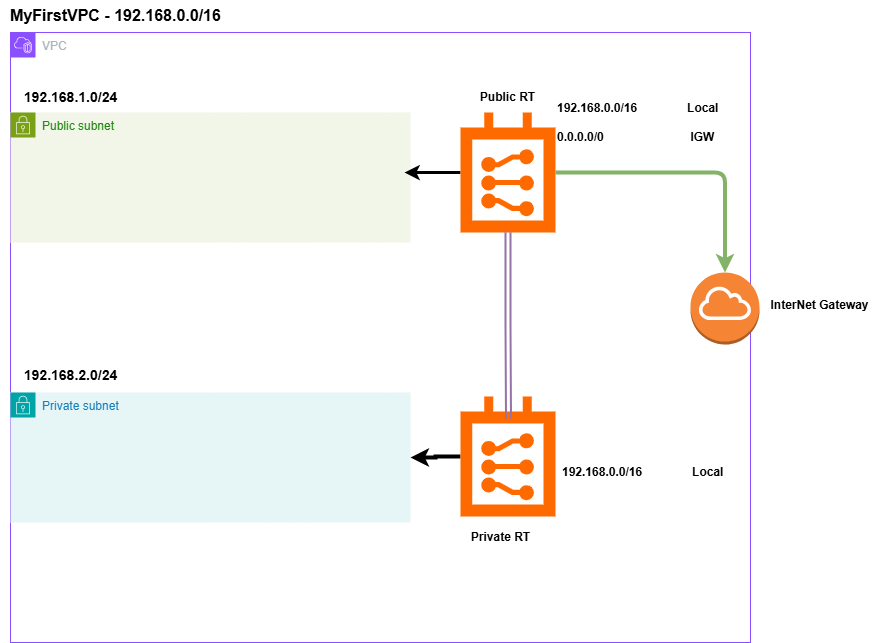 MyFirstVPC - 192.168.0.0/16
VPC
192.168.1.0/24
Public subnet
Public RT
192.168.0.0/16 Local
0.0.0.0/0 IGW
InterNet Gateway
192.168.2.0/24
Private subnet
192.168.0.0/16 Local
Private RT